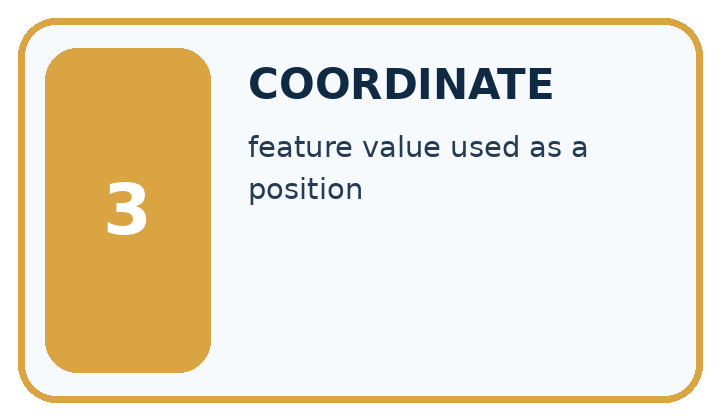 3
COORDINATE
feature value used as a
position